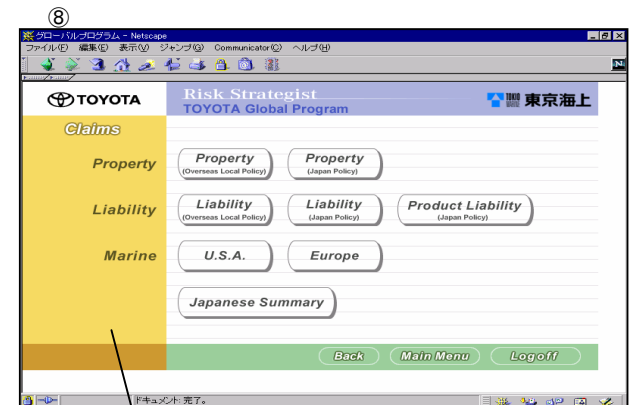 ⑧
グローバルプログラム - Netscape
ファイル(F) 編集(E) 表示(V) ジャンプ(G) Communicator(C) ヘルプ(H)
TOYOTA
Risk Strategist
TOYOTA Global Program
東京海上
Claims
Property
Property
(Overseas Local Policy)
Property
(Japan Policy)
Liability
Liability
(Overseas Local Policy)
Liability
(Japan Policy)
Product Liability
(Japan Policy)
Marine
U.S.A.
Europe
Japanese Summary
Back
Main Menu
Logoff
ドキュメント: 完了。